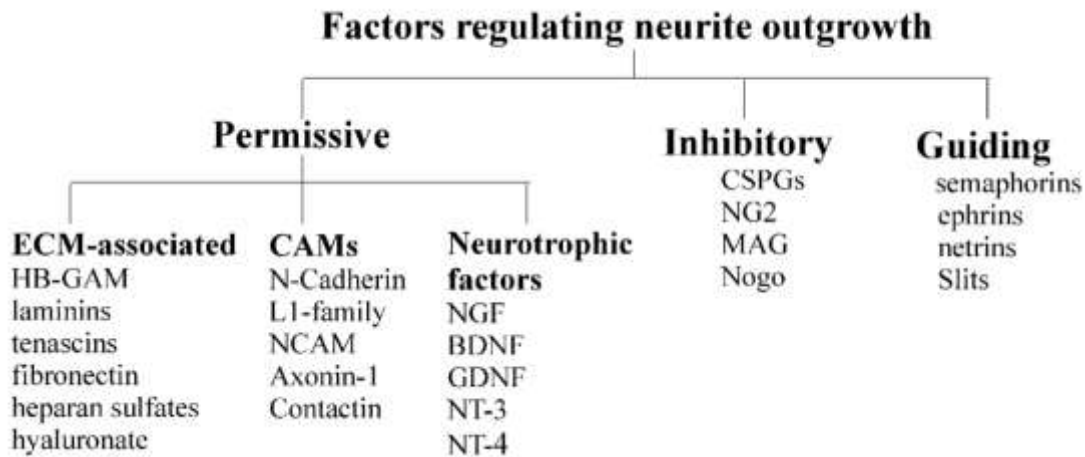 Factors regulating neurite outgrowth
Permissive
Inhibitory
CSPGs
NG2
MAG
Nogo
Guiding
semaphorins
ephrins
netrins
Slits
ECM-associated
HB-GAM
laminins
tenascins
fibronectin
heparan sulfates
hyaluronate
CAMs
N-Cadherin
L1-family
NCAM
Axonin-1
Contactin
Neurotrophic
factors
NGF
BDNF
GDNF
NT-3
NT-4